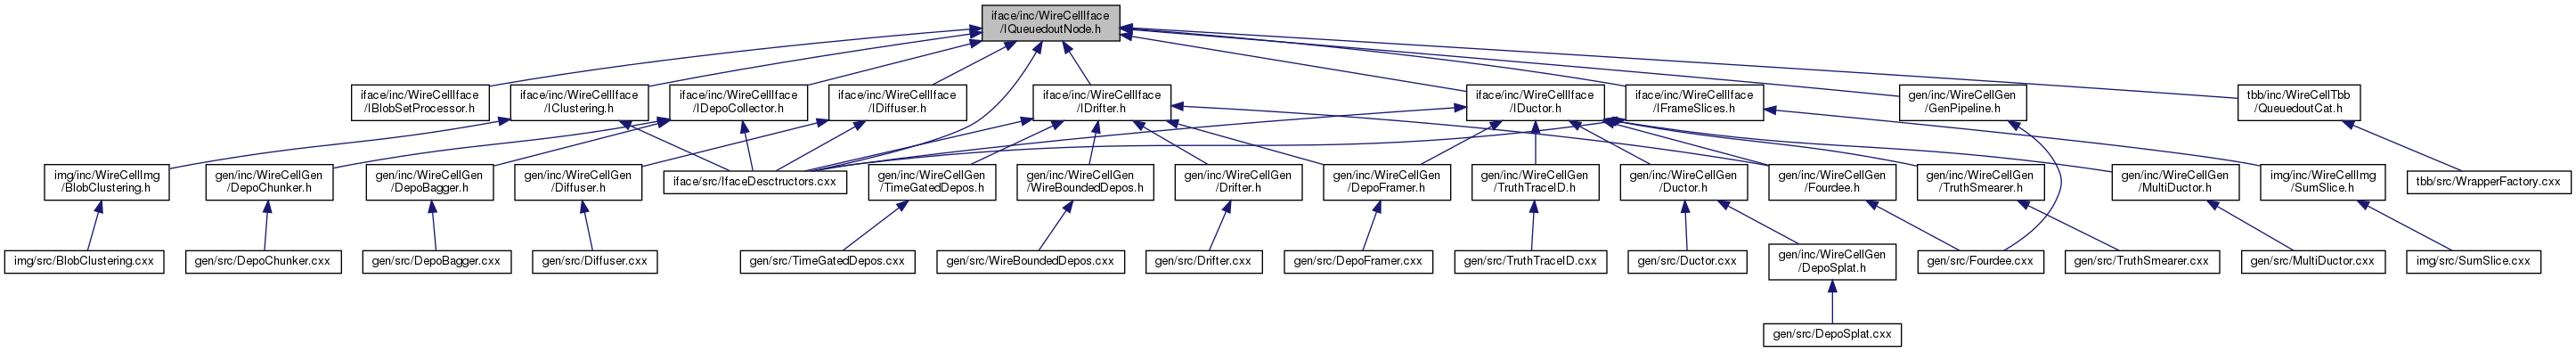 iface/inc/WireCellIface
/IQueuedoutNode.h
iface/inc/WireCellIface
/IBlobSetProcessor.h
iface/inc/WireCellIface
/IClustering.h
iface/inc/WireCellIface
/IDepoCollector.h
iface/inc/WireCellIface
/IDiffuser.h
iface/inc/WireCellIface
/IDrifter.h
iface/inc/WireCellIface
/IDuctor.h
iface/inc/WireCellIface
/IFrameSlices.h
gen/inc/WireCellGen
/GenPipeline.h
tbb/inc/WireCellTbb
/QueuedoutCat.h
img/inc/WireCellImg
/BlobClustering.h
gen/inc/WireCellGen
/DepoChunker.h
gen/inc/WireCellGen
/DepoBagger.h
gen/inc/WireCellGen
/Diffuser.h
iface/src/IfaceDesctructors.cxx
gen/inc/WireCellGen
/TimeGatedDepos.h
gen/inc/WireCellGen
/WireBoundedDepos.h
gen/inc/WireCellGen
/Drifter.h
gen/inc/WireCellGen
/DepoFramer.h
gen/inc/WireCellGen
/TruthTraceID.h
gen/inc/WireCellGen
/Ductor.h
gen/inc/WireCellGen
/Fourdee.h
gen/inc/WireCellGen
/TruthSmearer.h
gen/inc/WireCellGen
/MultiDuctor.h
img/inc/WireCellImg
/SumSlice.h
tbb/src/WrapperFactory.cxx
img/src/BlobClustering.cxx
gen/src/DepoChunker.cxx
gen/src/DepoBagger.cxx
gen/src/Diffuser.cxx
gen/src/TimeGatedDepos.cxx
gen/src/WireBoundedDepos.cxx
gen/src/Drifter.cxx
gen/src/DepoFramer.cxx
gen/src/TruthTraceID.cxx
gen/src/Ductor.cxx
gen/inc/WireCellGen
/DepoSplat.h
gen/src/Fourdee.cxx
gen/src/TruthSmearer.cxx
gen/src/MultiDuctor.cxx
img/src/SumSlice.cxx
gen/src/DepoSplat.cxx